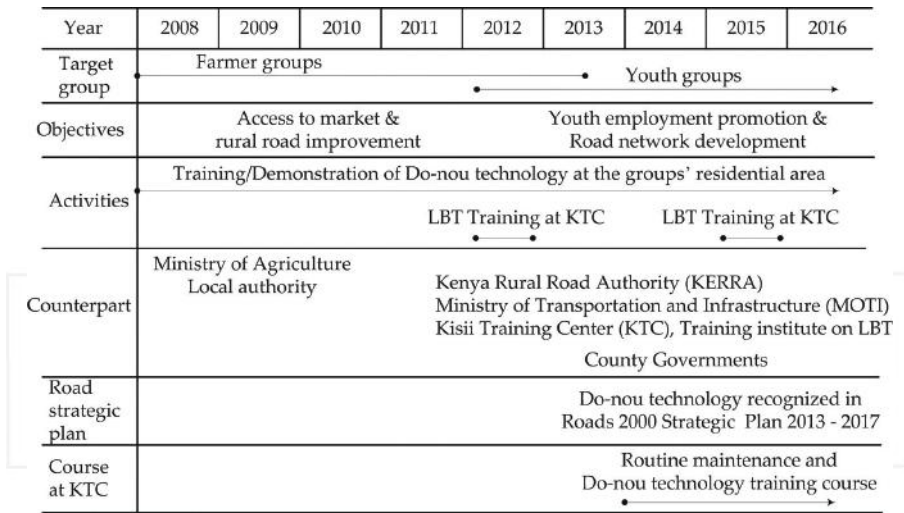 Year 2008 2009 2010 2011 2012 2013 2014 2015 2016
Target
group
Farmer groups
Youth groups
Objectives
Access to market &
rural road improvement
Youth employment promotion &
Road network development
Activities
Training/Demonstration of Do-nou technology at the groups' residential area
LBT Training at KTC
LBT Training at KTC
Counterpart
Ministry of Agriculture
Local authority
Kenya Rural Road Authority (KERRA)
Ministry of Transportation and Infrastructure (MOTI)
Kisii Training Center (KTC), Training institute on LBT
County Governments
Road
strategic
plan
Do-nou technology recognized in
Roads 2000 Strategic Plan 2013 - 2017
Course
at KTC
Routine maintenance and
Do-nou technology training course